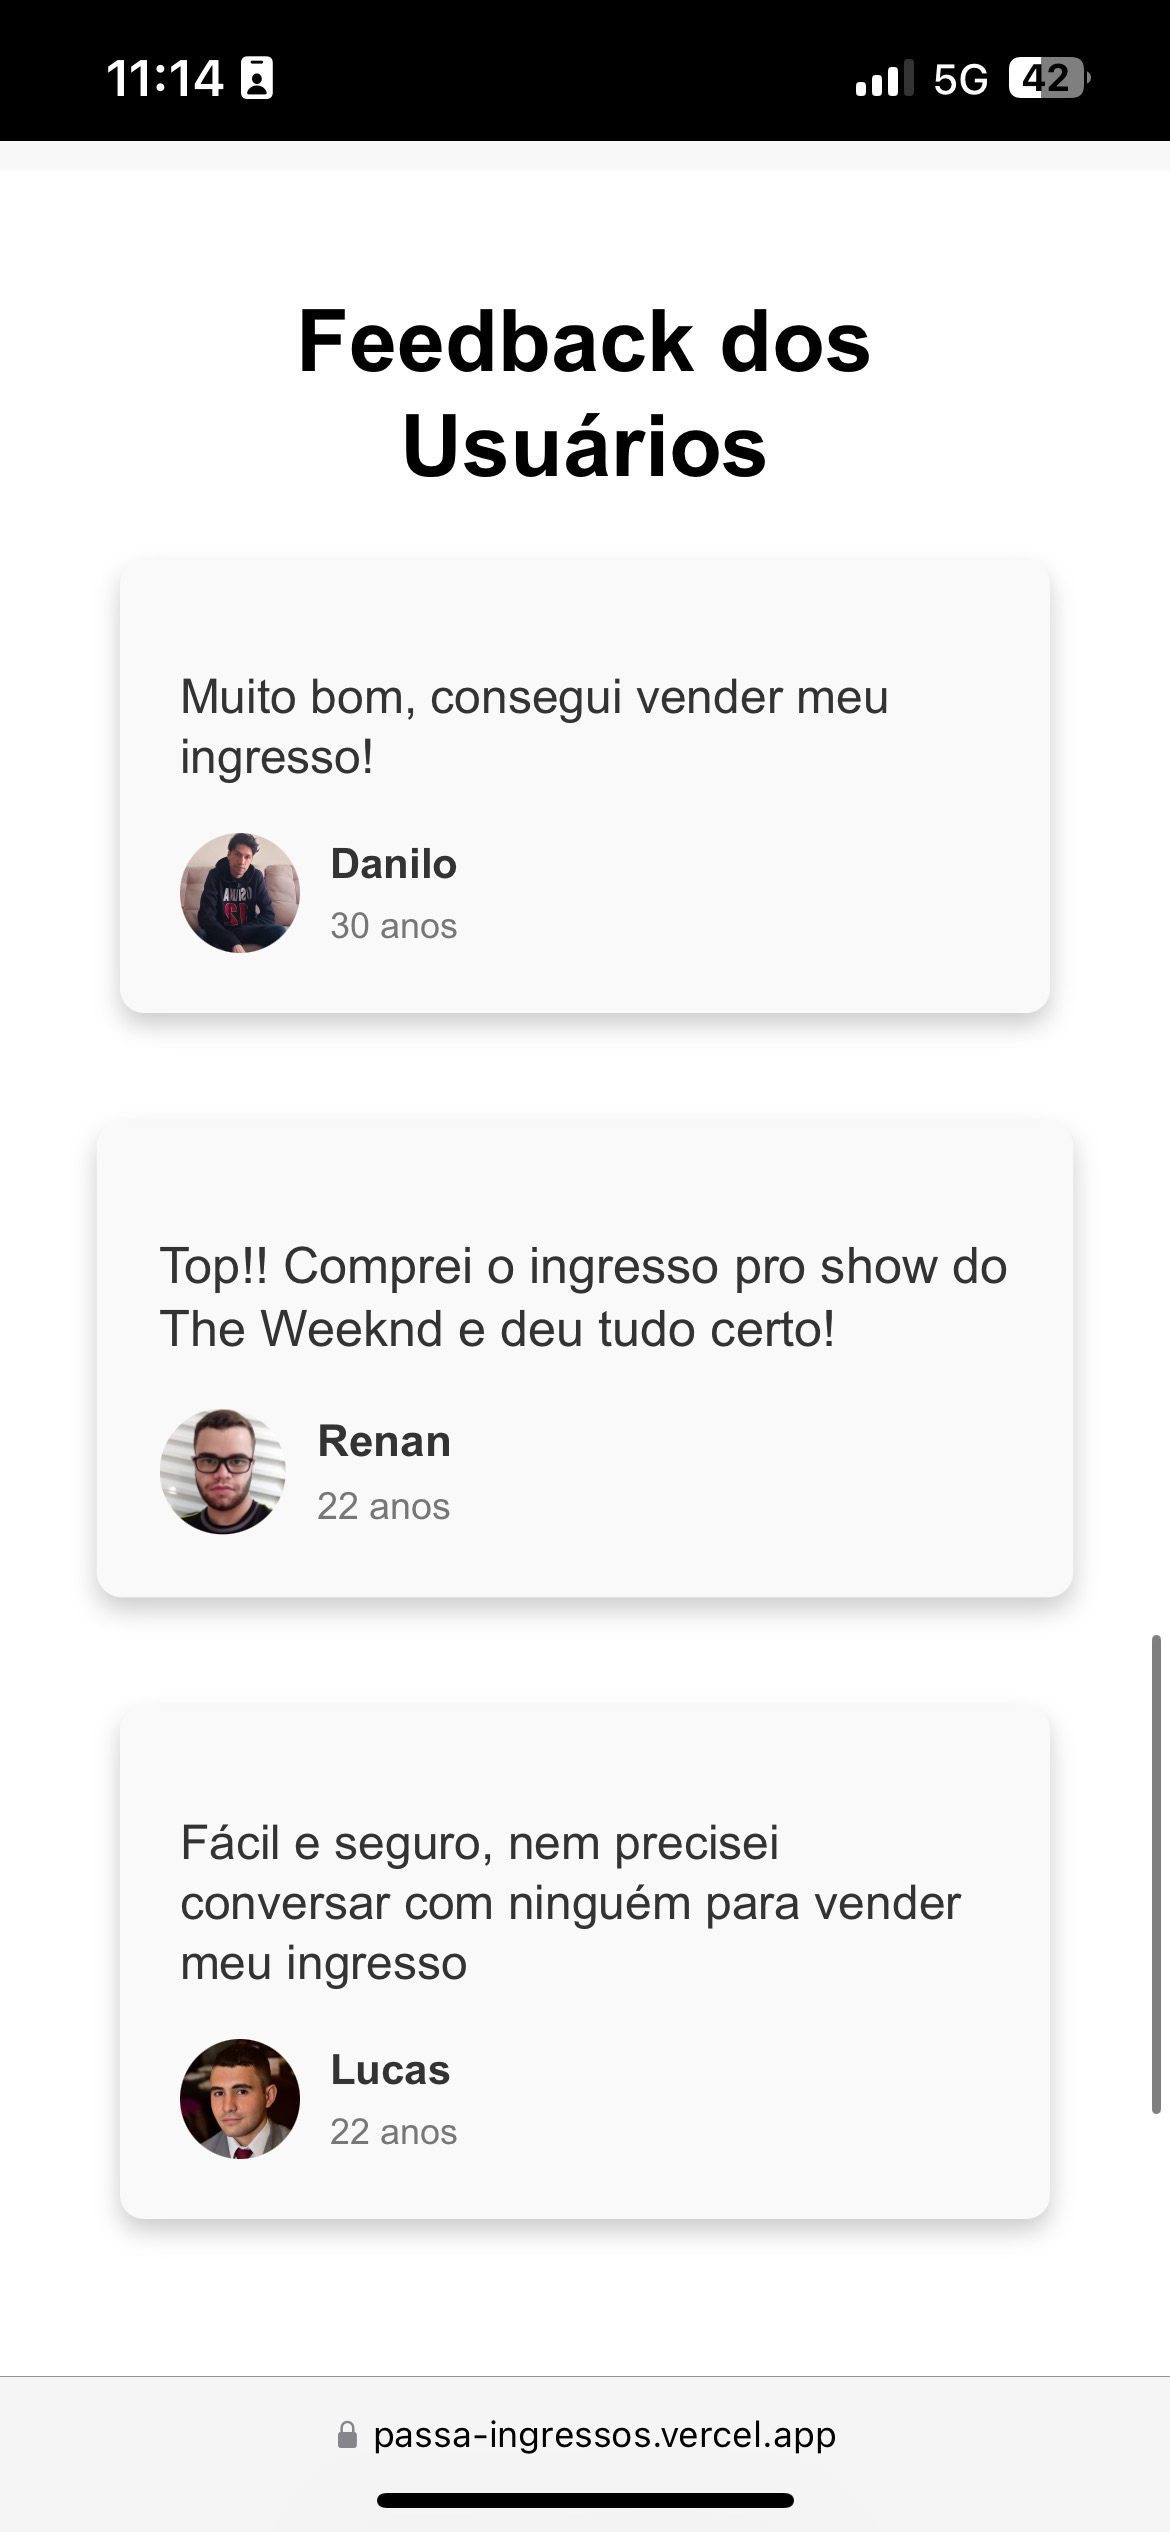 11:14
5G
42
Feedback dos
Usuários
Muito bom, consegui vender meu
ingresso!
Danilo
30 anos
Top!! Comprei o ingresso pro show do
The Weeknd e deu tudo certo!
Renan
22 anos
Fácil e seguro, nem precisei
conversar com ninguém para vender
meu ingresso
Lucas
22 anos
passa-ingressos.vercel.app